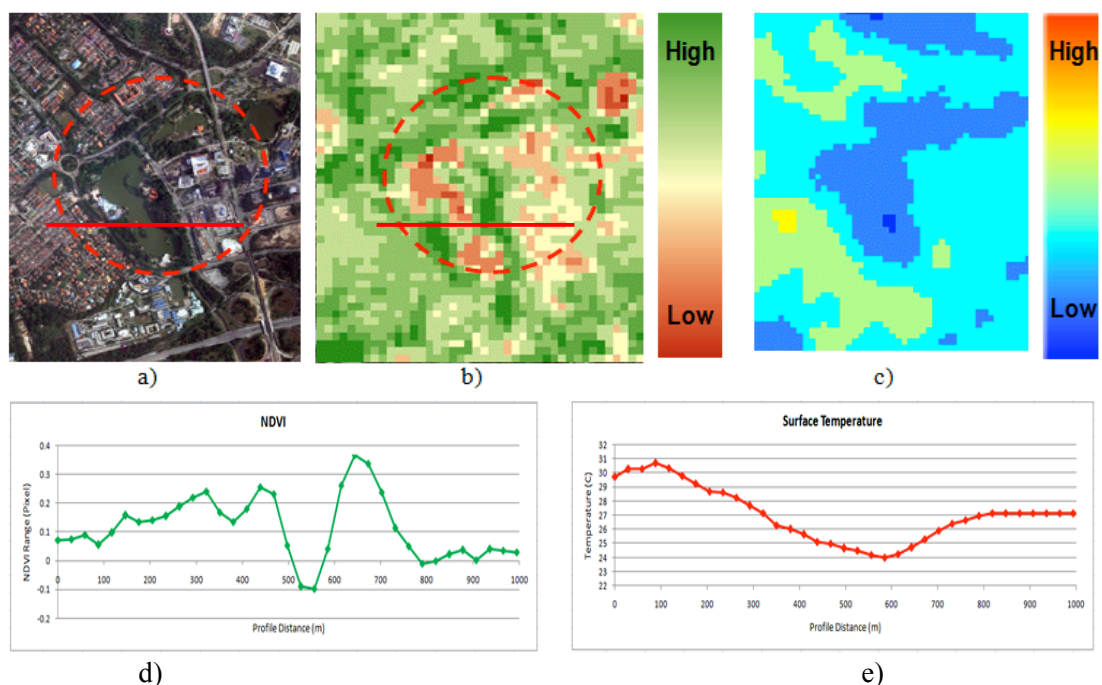 High
Low
High
Low
a)
b)
c)
NDVI
0.4
0.3
0.2
0.1
0
-0.1
-0.2
NDVI Range (Pixel)
0 100 200 300 400 500 600 700 800 900 1000
Profile Distance (m)
Surface Temperature
32
31
30
29
28
27
26
25
24
23
22
Temperature (C)
0 100 200 300 400 500 600 700 800 900 1000
Profile Distance (m)
d)
e)